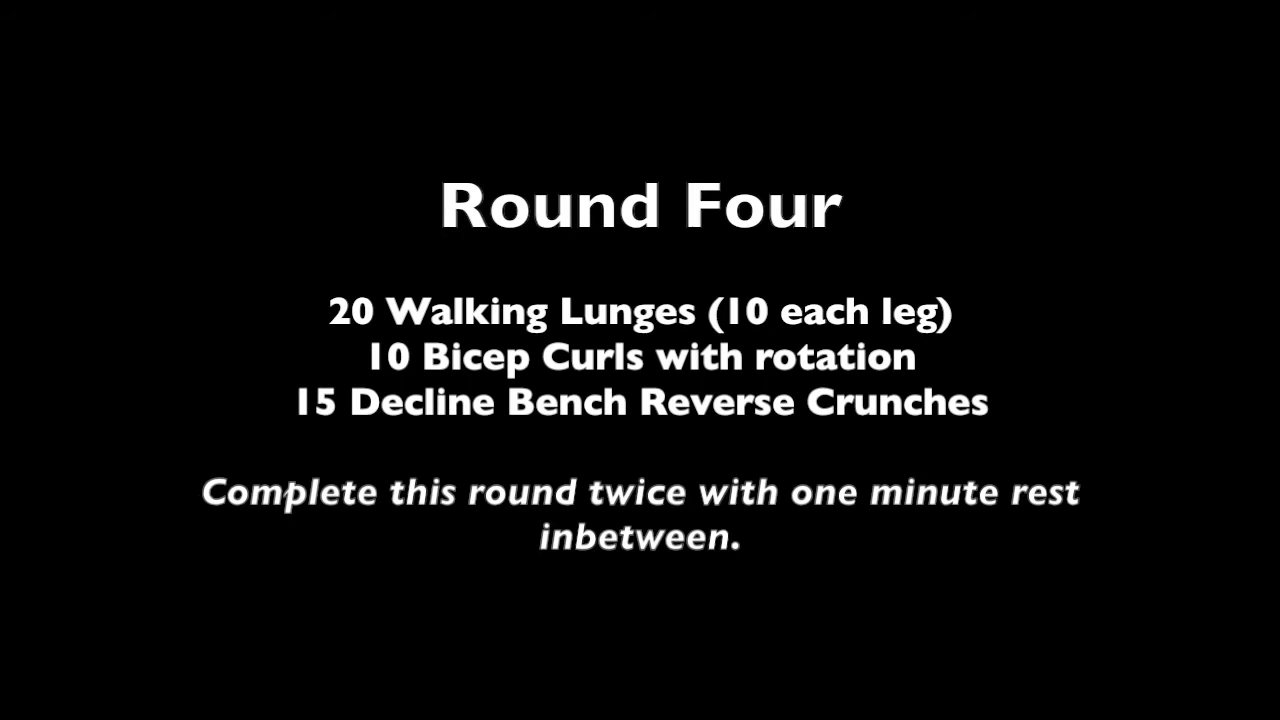 Round Four
20 Walking Lunges (10 each leg)
10 Bicep Curls with rotation
15 Decline Bench Reverse Crunches
Complete this round twice with one minute rest
inbetween.